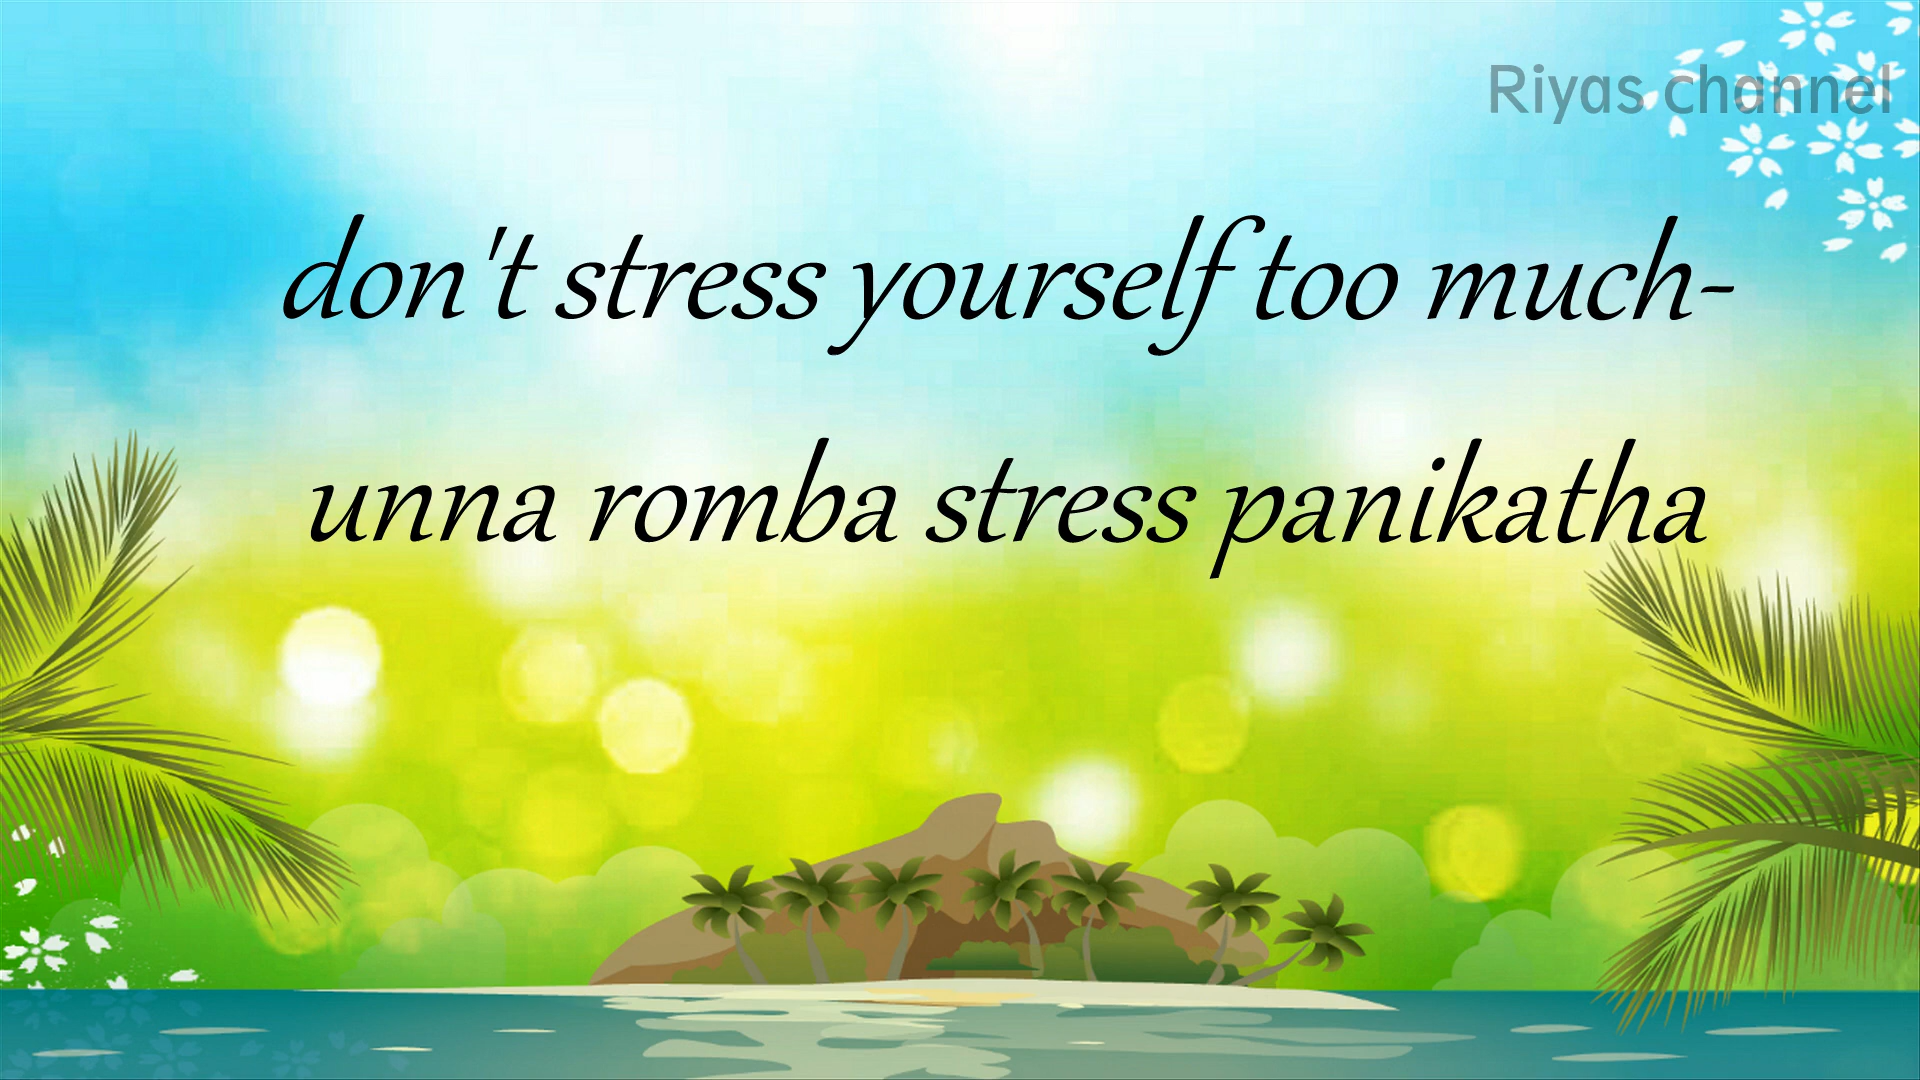 Riyas channel
don't stress yourself too much-
unna romba stress panikatha